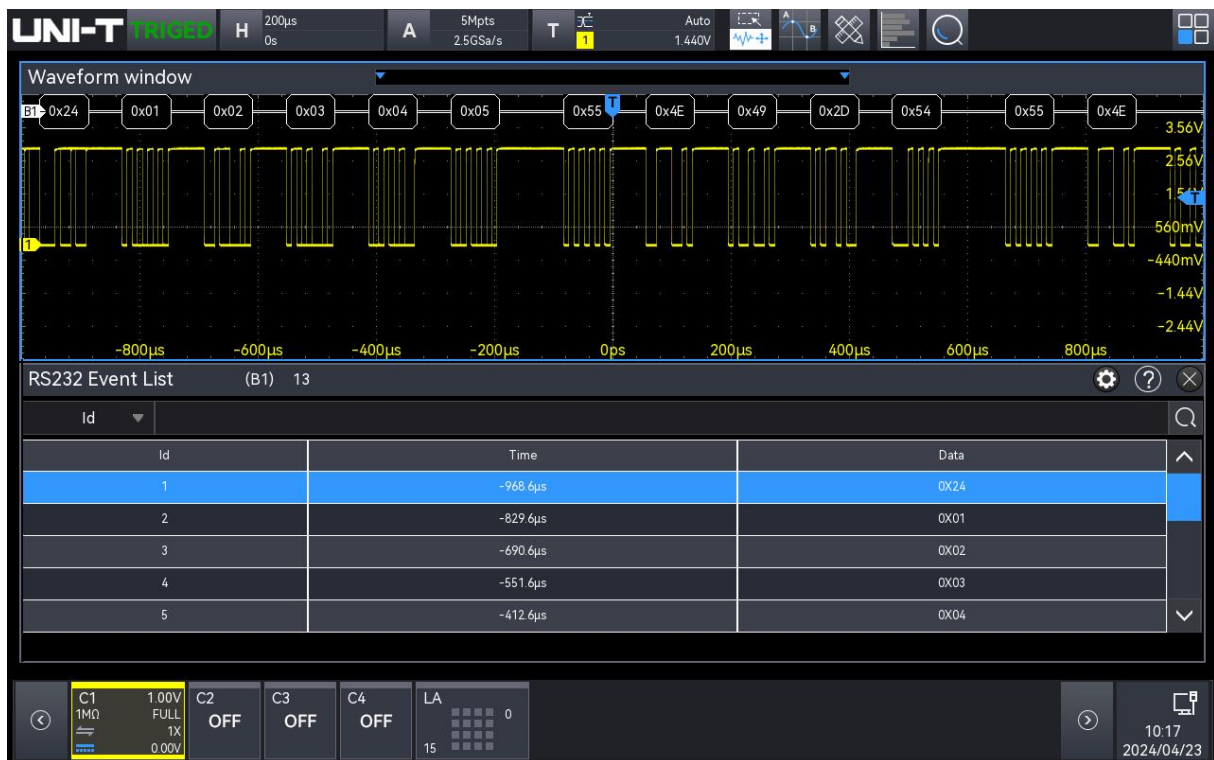 UNI-T TRIGED H 200µs 0s A 5Mpts 2.5GSa/s T 1 Auto 1.440V A B
Waveform window
B1 0x24 0x01 0x02 0x03 0x04 0x05 0x55 T 0x4E 0x49 0x2D 0x54 0x55 0x4E
3.56V
2.56V
T
1 560mV
-440mV
-1.44V
-2.44V
-800µs -600µs -400µs -200µs 0ps 200µs 400µs 600µs 800µs
RS232 Event List (B1) 13 ?
Id
Id Time Data
1 -968.6µs 0X24
2 -829.6µs 0X01
3 -690.6µs 0X02
4 -551.6µs 0X03
5 -412.6µs 0X04
C1 1.00V C2 C3 C4 LA
1MΩ FULL OFF OFF OFF 0
1X
0.00V 15
10:17
2024/04/23